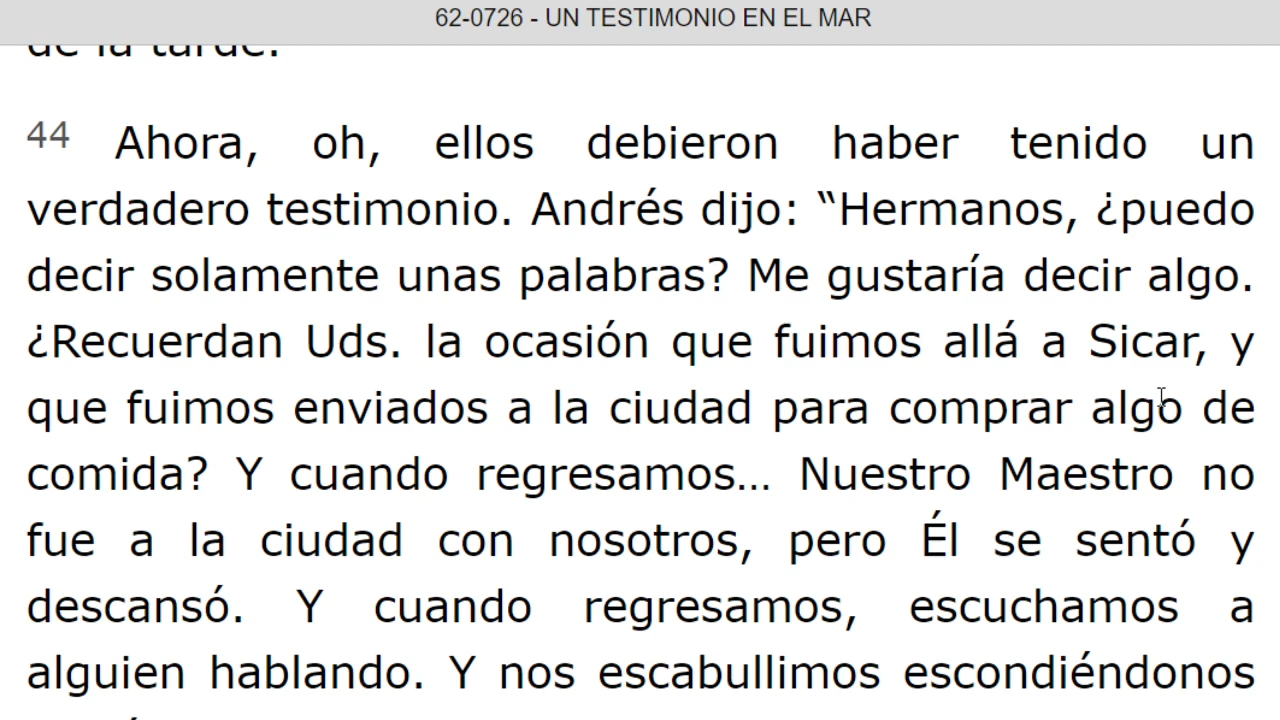 62-0726 - UN TESTIMONIO EN EL MAR
de la tarde.
44 Ahora, oh, ellos debieron haber tenido un
verdadero testimonio. Andrés dijo: “Hermanos, ¿puedo
decir solamente unas palabras? Me gustaría decir algo.
¿Recuerdan Uds. la ocasión que fuimos allá a Sicar, y
que fuimos enviados a la ciudad para comprar algo de
comida? Y cuando regresamos… Nuestro Maestro no
fue a la ciudad con nosotros, pero Él se sentó y
descansó. Y cuando regresamos, escuchamos a
alguien hablando. Y nos escabullimos escondiéndonos